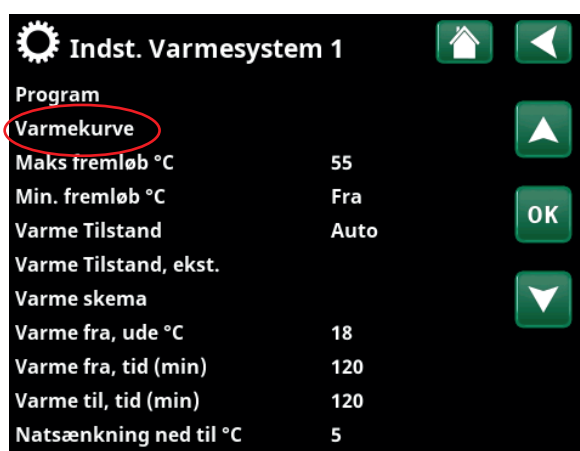 Indst. Varmesystem 1
Program
Varmekurve
Maks fremløb °C 55
Min. fremløb °C Fra
Varme Tilstand Auto
OK
Varme Tilstand, ekst.
Varme skema
Varme fra, ude °C 18
Varme fra, tid (min) 120
Varme til, tid (min) 120
Natsænkning ned til °C 5